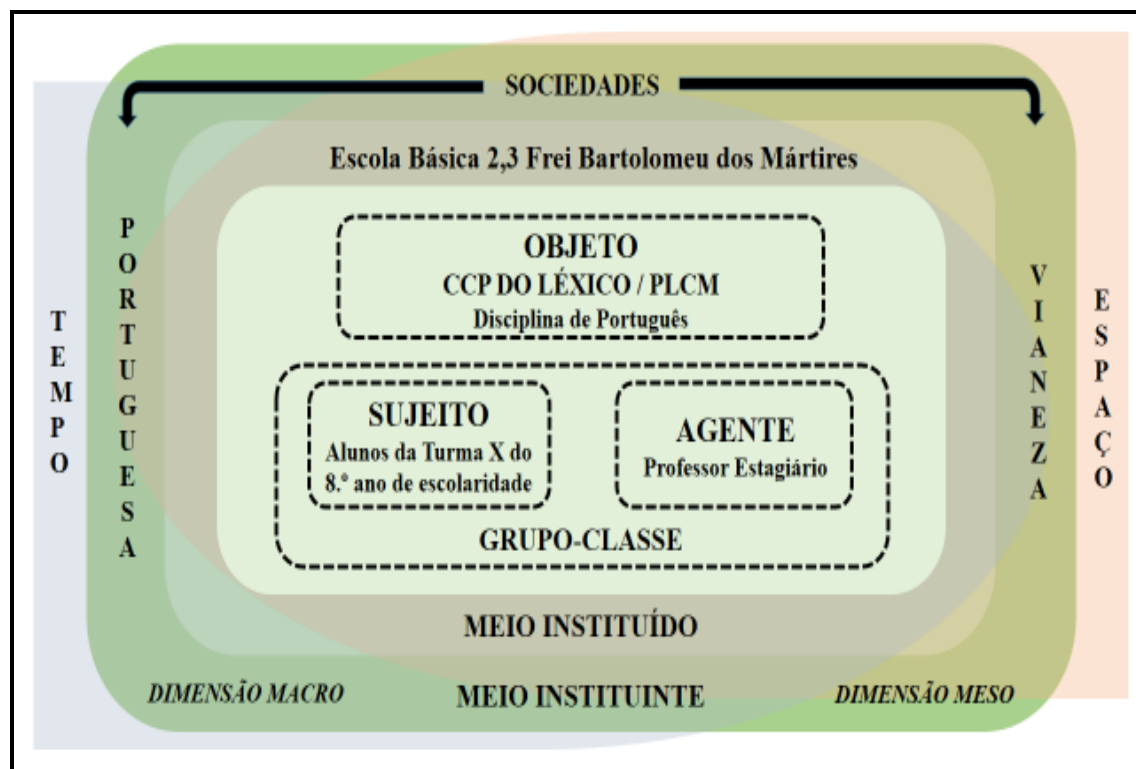 SOCIEDADES
Escola Básica 2,3 Frei Bartolomeu dos Mártires
TEMPO
PORTUGUESA
OBJETO
CCP DO LÉXICO / PLCM
Disciplina de Português
SUJEITO
Alunos da Turma X do
8.º ano de escolaridade
AGENTE
Professor Estagiário
GRUPO-CLASSE
VIANEZA
ESPAÇO
MEIO INSTITUÍDO
DIMENSÃO MACRO
MEIO INSTITUINTE
DIMENSÃO MESO